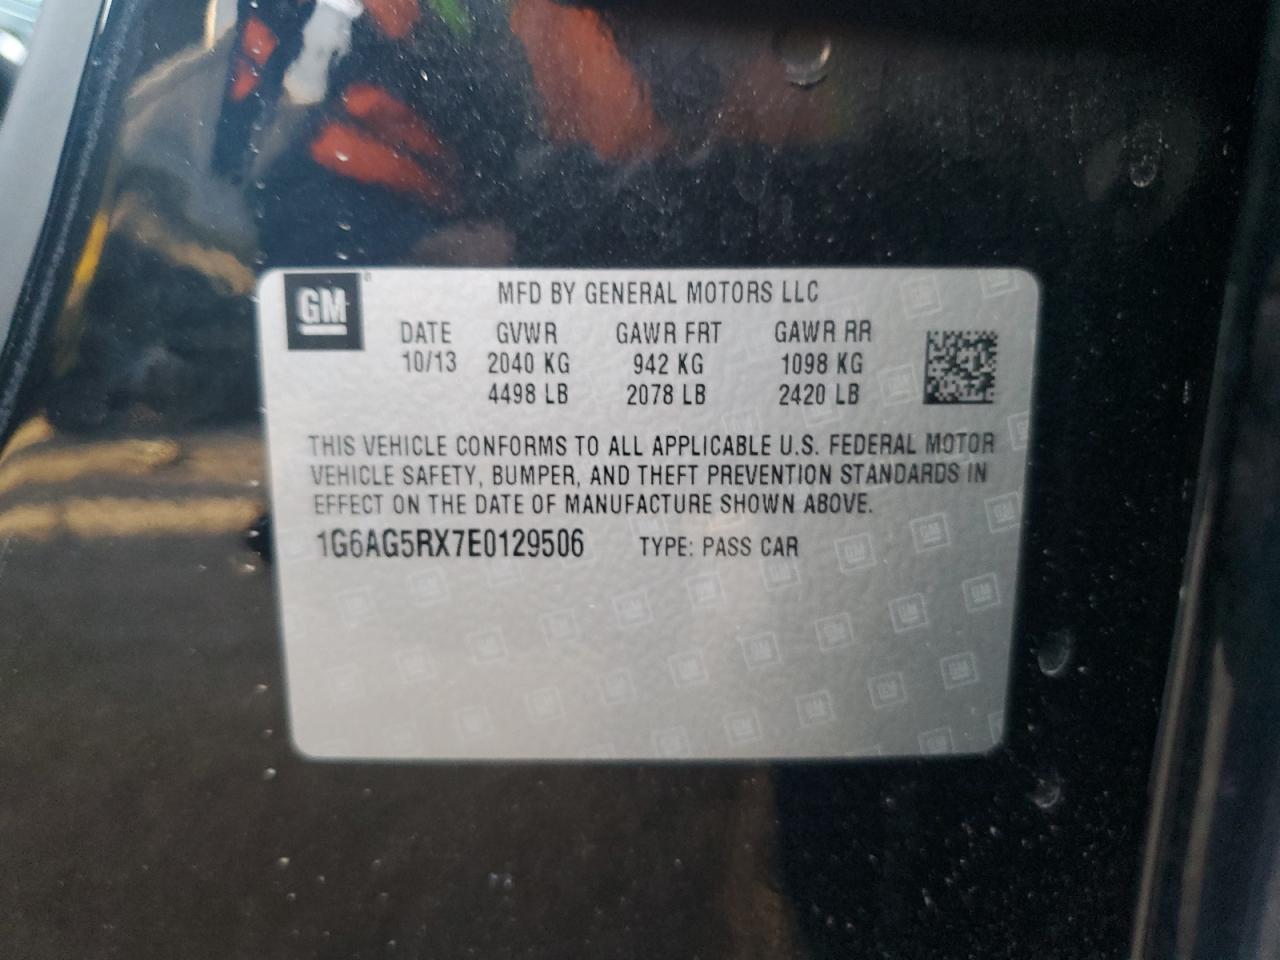 GM
MFD BY GENERAL MOTORS LLC
DATE GVWR GAWR FRT GAWR RR
10/13 2040 KG 942 KG 1098 KG
4498 LB 2078 LB 2420 LB
THIS VEHICLE CONFORMS TO ALL APPLICABLE U.S. FEDERAL MOTOR
VEHICLE SAFETY, BUMPER, AND THEFT PREVENTION STANDARDS IN
EFFECT ON THE DATE OF MANUFACTURE SHOWN ABOVE.
1G6AG5RX7E0129506 TYPE: PASS CAR